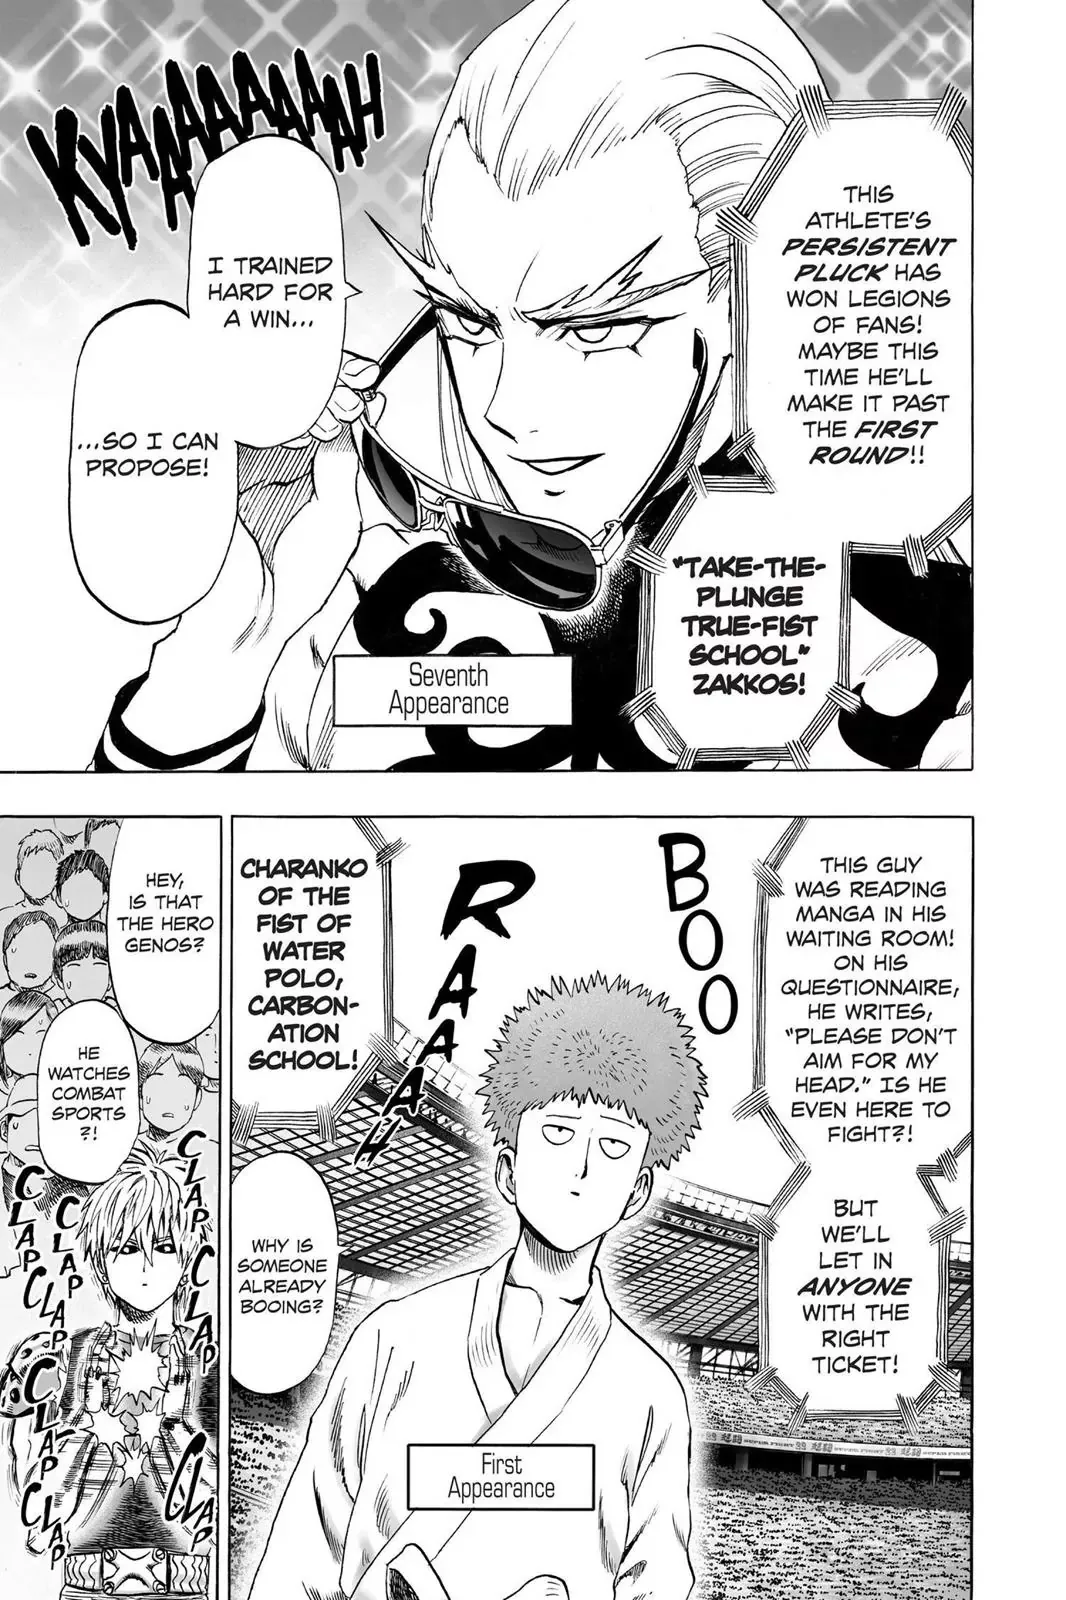 THIS
ATHLETE'S
PERSISTENT
PLUCK HAS
WON LEGIONS
OF FANS!
MAYBE THIS
TIME HE'LL
MAKE IT PAST
THE FIRST
ROUND!!
"TAKE-THE-
PLUNGE
TRUE-FIST
SCHOOL"
ZAKKOS!
KYAAAAAAAAAH
I TRAINED
HARD FOR
A WIN...
...SO I CAN
PROPOSE!
Seventh
Appearance
THIS GUY
WAS READING
MANGA IN HIS
WAITING ROOM!
ON HIS
QUESTIONNAIRE,
HE WRITES,
"PLEASE DON'T
AIM FOR MY
HEAD." IS HE
EVEN HERE TO
FIGHT?!
BUT
WE'LL
LET IN
ANYONE
WITH THE
RIGHT
TICKET!
BOO
RAAAAH
CHARANKO
OF THE
FIST OF
WATER
POLO,
CARBON-
ATION
SCHOOL!
WHY IS
SOMEONE
ALREADY
BOOING?
First
Appearance
HEY,
IS THAT
THE HERO
GENOS?
HE
WATCHES
COMBAT
SPORTS
?!
CLAP
CLAP
CLAP
CLAP
CLAP
CLAP
CLAP
CLAP
CLAP
CLAP